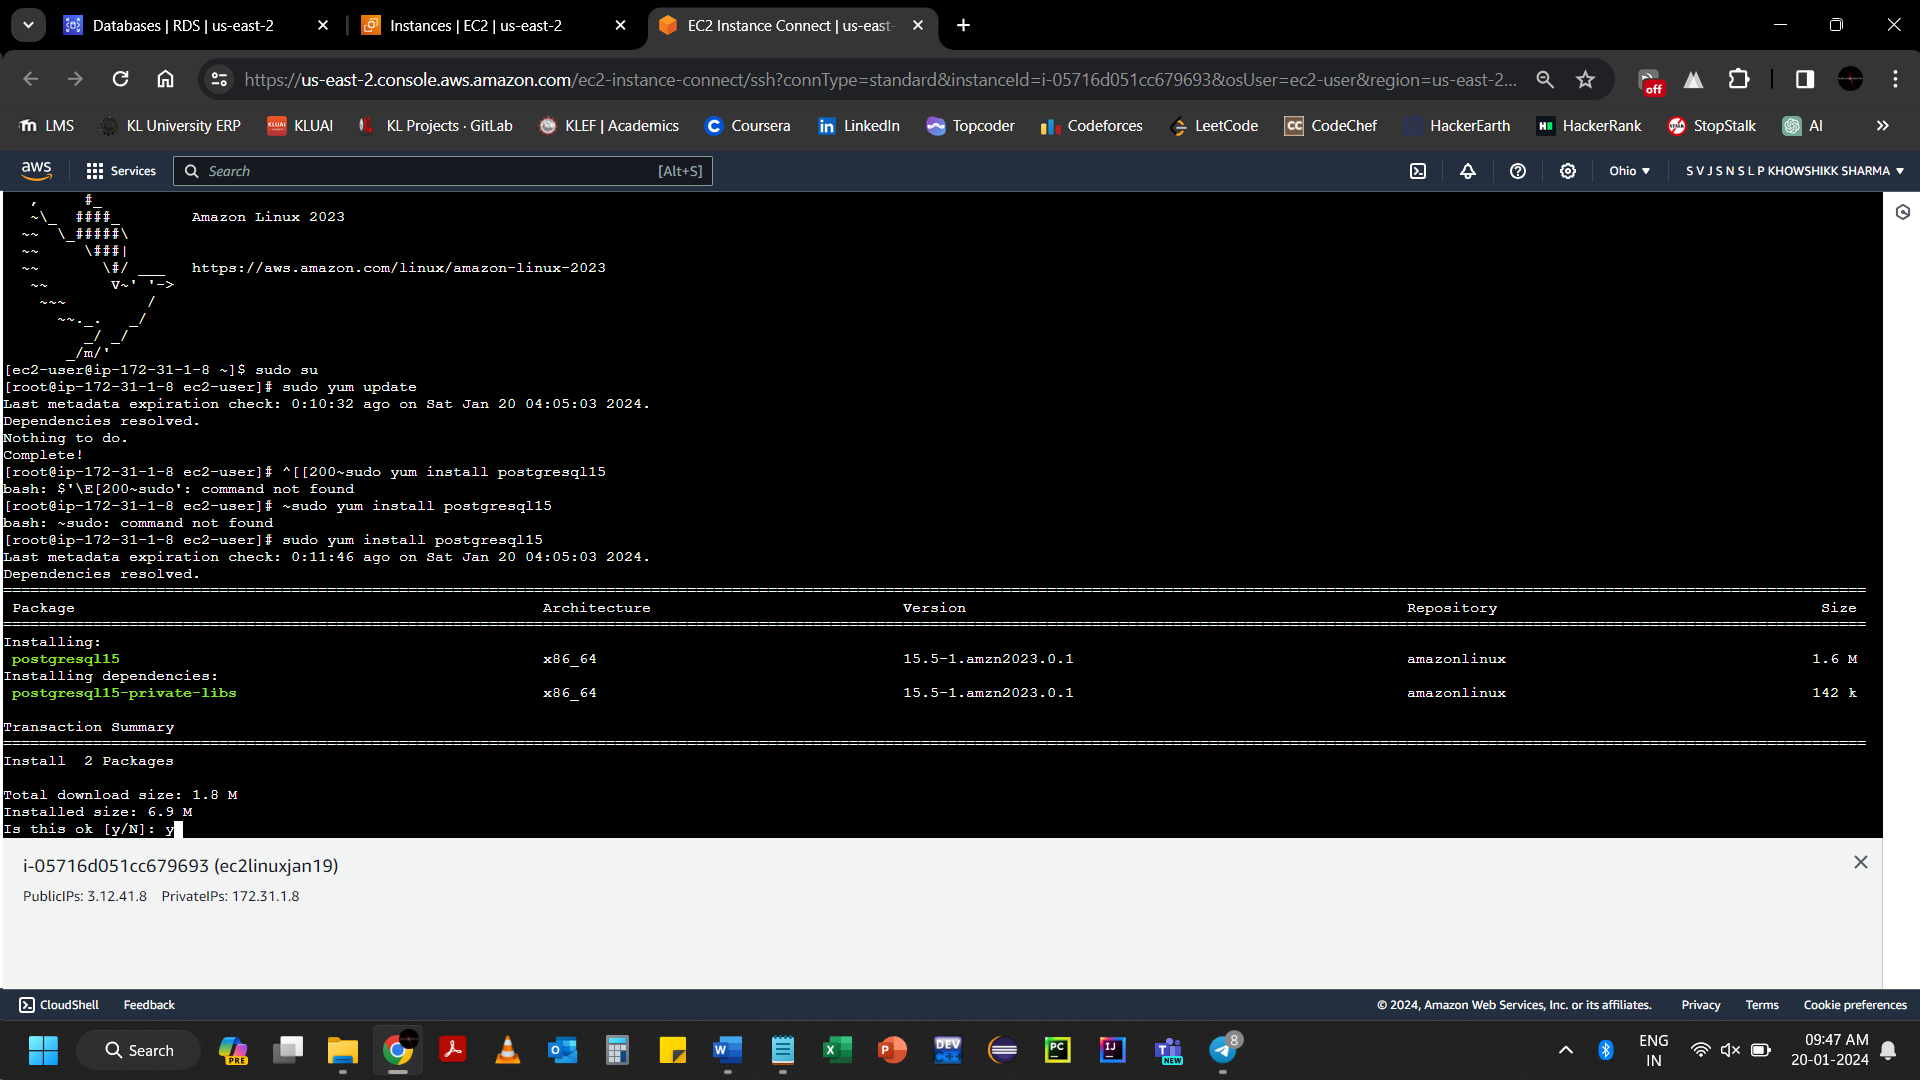 Databases | RDS | us-east-2
Instances | EC2 | us-east-2
EC2 Instance Connect | us-east-
https://us-east-2.console.aws.amazon.com/ec2-instance-connect/ssh?connType=standard&instanceId=i-05716d051cc679693&osUser=ec2-user&region=us-east-2...
off
LMS
KL University ERP
KLUAI
KL Projects · GitLab
KLEF | Academics
Coursera
LinkedIn
Topcoder
Codeforces
LeetCode
CodeChef
HackerEarth
HackerRank
StopStalk
AI
aws
Services
Search
[Alt+S]
Ohio
S V J S N S L P KHOWSHIKK SHARMA
   ,     #_
   ~\_  ####_        Amazon Linux 2023
  ~~  \_#####\
  ~~     \###|
  ~~       \#/ ___   https://aws.amazon.com/linux/amazon-linux-2023
   ~~       V~' '->
    ~~~         /
      ~~._.   _/
         _/ _/
       _/m/'
[ec2-user@ip-172-31-1-8 ~]$ sudo su
[root@ip-172-31-1-8 ec2-user]# sudo yum update
Last metadata expiration check: 0:10:32 ago on Sat Jan 20 04:05:03 2024.
Dependencies resolved.
Nothing to do.
Complete!
[root@ip-172-31-1-8 ec2-user]# ^[[200~sudo yum install postgresql15
bash: $'\E[200~sudo': command not found
[root@ip-172-31-1-8 ec2-user]# ~sudo yum install postgresql15
bash: ~sudo: command not found
[root@ip-172-31-1-8 ec2-user]# sudo yum install postgresql15
Last metadata expiration check: 0:11:46 ago on Sat Jan 20 04:05:03 2024.
Dependencies resolved.
Package Architecture Version Repository Size
Installing:
postgresql15 x86_64 15.5-1.amzn2023.0.1 amazonlinux 1.6 M
Installing dependencies:
postgresql15-private-libs x86_64 15.5-1.amzn2023.0.1 amazonlinux 142 k
Transaction Summary
Install  2 Packages
Total download size: 1.8 M
Installed size: 6.9 M
Is this ok [y/N]: y
i-05716d051cc679693 (ec2linuxjan19)
PublicIPs: 3.12.41.8 PrivateIPs: 172.31.1.8
CloudShell
Feedback
© 2024, Amazon Web Services, Inc. or its affiliates.
Privacy
Terms
Cookie preferences
Search
PRE
DEV
C++
PC
IJ
NEW
8
ENG
IN
09:47 AM
20-01-2024